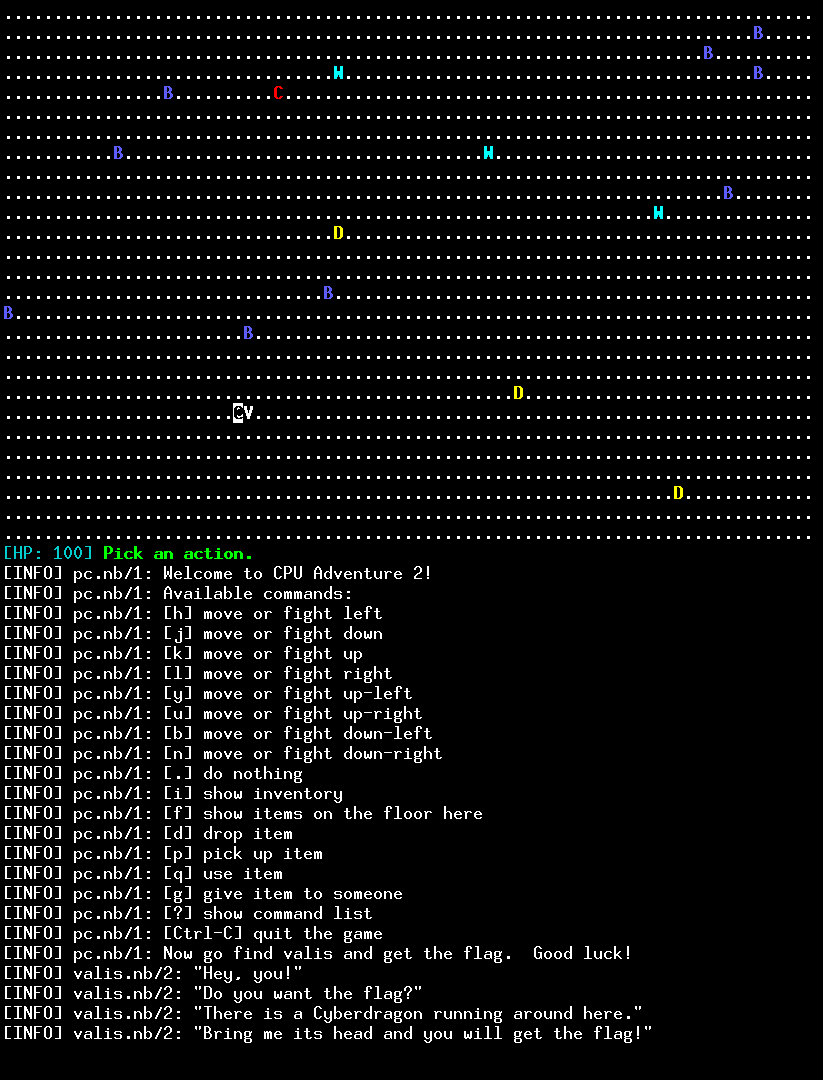 B
B
W B
B C
B W
B
W
D
B
B
B
D
CV
D
[HP: 100] Pick an action.
[INFO] pc.nb/1: Welcome to CPU Adventure 2!
[INFO] pc.nb/1: Available commands:
[INFO] pc.nb/1: [h] move or fight left
[INFO] pc.nb/1: [j] move or fight down
[INFO] pc.nb/1: [k] move or fight up
[INFO] pc.nb/1: [l] move or fight right
[INFO] pc.nb/1: [y] move or fight up-left
[INFO] pc.nb/1: [u] move or fight up-right
[INFO] pc.nb/1: [b] move or fight down-left
[INFO] pc.nb/1: [n] move or fight down-right
[INFO] pc.nb/1: [.] do nothing
[INFO] pc.nb/1: [i] show inventory
[INFO] pc.nb/1: [f] show items on the floor here
[INFO] pc.nb/1: [d] drop item
[INFO] pc.nb/1: [p] pick up item
[INFO] pc.nb/1: [q] use item
[INFO] pc.nb/1: [g] give item to someone
[INFO] pc.nb/1: [?] show command list
[INFO] pc.nb/1: [Ctrl-C] quit the game
[INFO] pc.nb/1: Now go find valis and get the flag.  Good luck!
[INFO] valis.nb/2: "Hey, you!"
[INFO] valis.nb/2: "Do you want the flag?"
[INFO] valis.nb/2: "There is a Cyberdragon running around here."
[INFO] valis.nb/2: "Bring me its head and you will get the flag!"